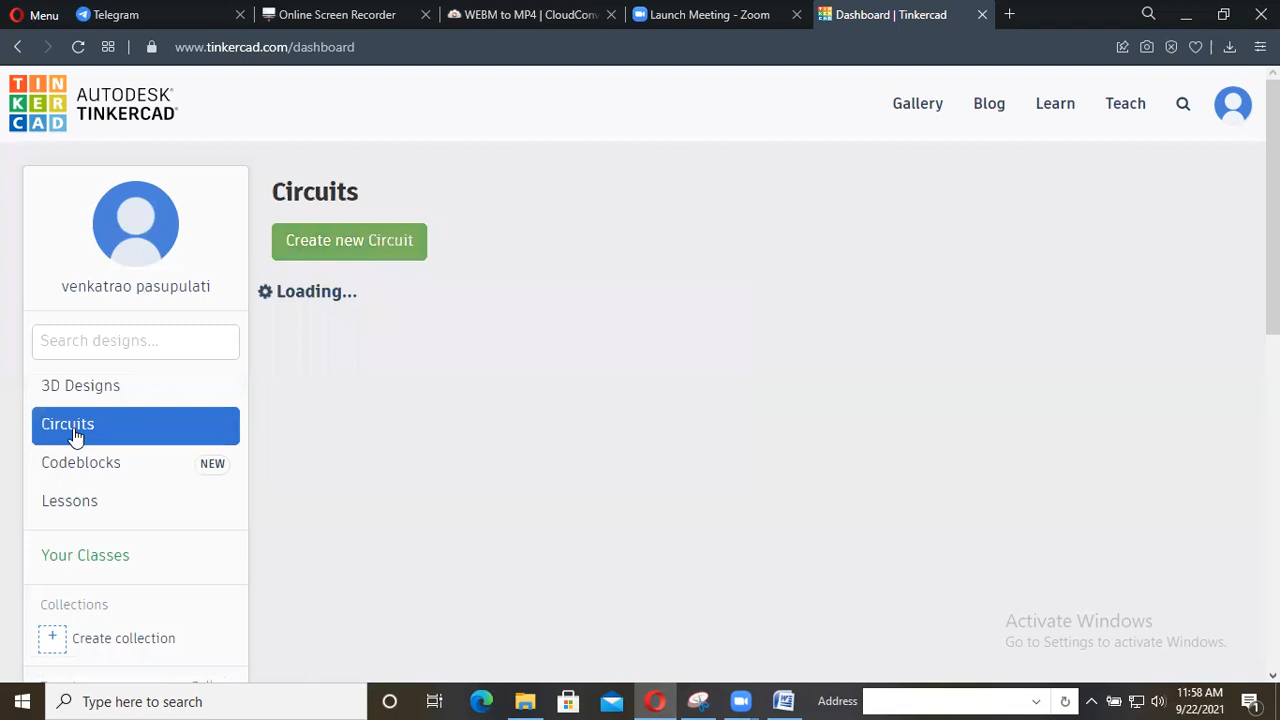 Opera
Telegram
Online Screen Recorder
WEBM to MP4 | CloudConv
Launch Meeting - Zoom
Dashboard | Tinkercad
www.tinkercad.com/dashboard
TIN
KER
CAD
AUTODESK®
TINKERCAD®
Gallery
Blog
Learn
Teach
venkatrao pasupulati
Search designs...
3D Designs
Circuits
Codeblocks
NEW
Lessons
Your Classes
Collections
+ Create collection
Circuits
Create new Circuit
Loading...
Activate Windows
Go to Settings to activate Windows.
Type here to search
Address
11:58 AM
9/22/2021
1